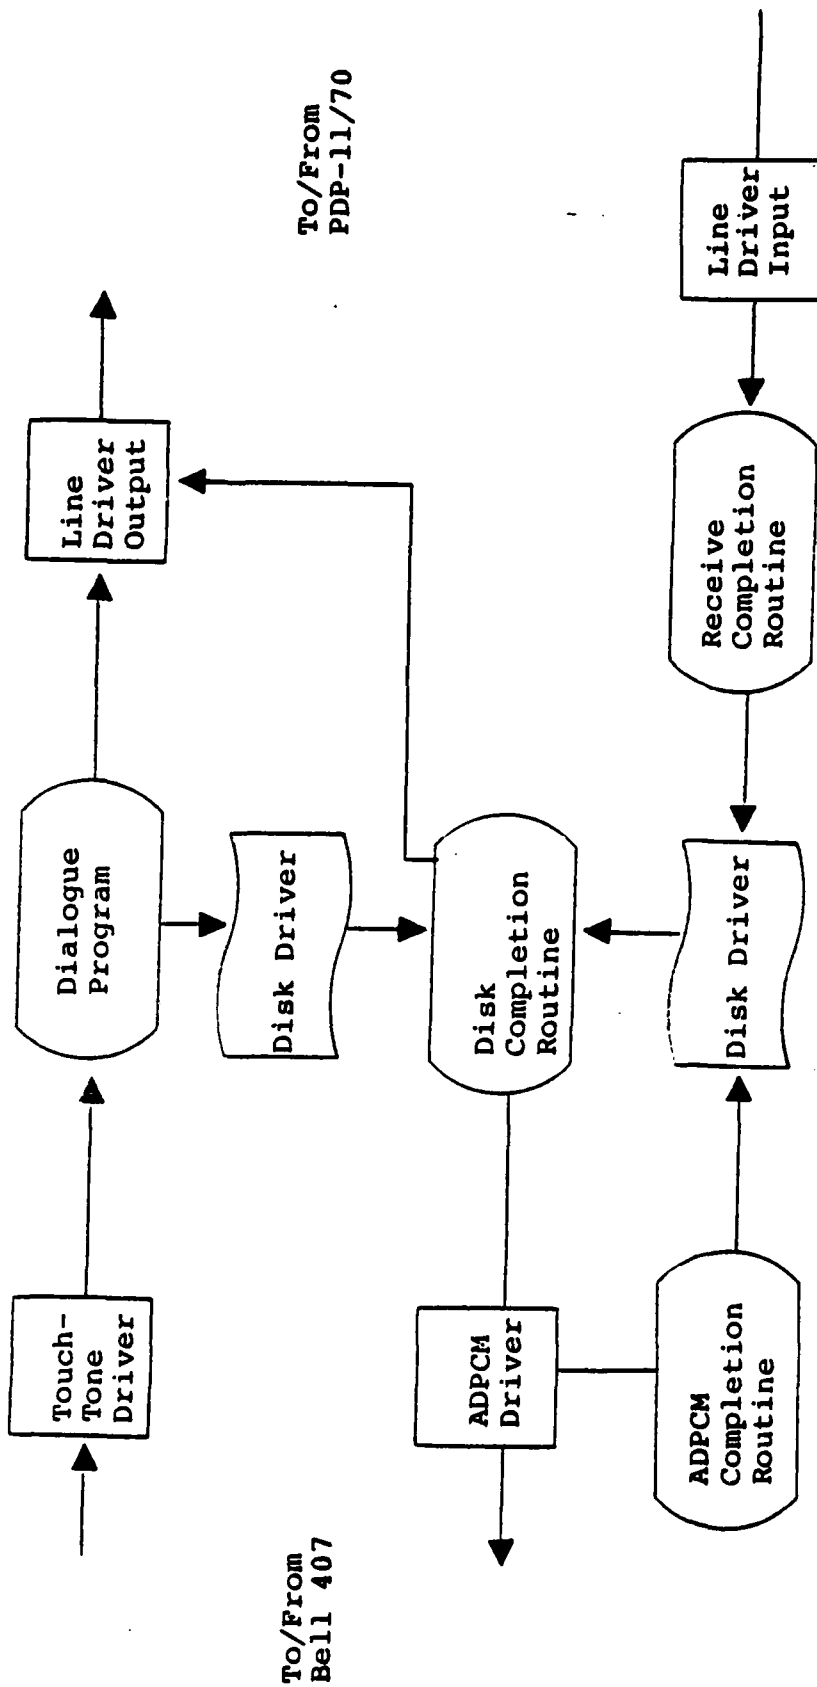 To/From
Bell 407
To/From
PDP-11/70
Touch-
Tone
Driver
Dialogue
Program
Line
Driver
Output
Disk Driver
ADPCM
Driver
Disk
Completion
Routine
ADPCM
Completion
Routine
Disk Driver
Receive
Completion
Routine
Line
Driver
Input